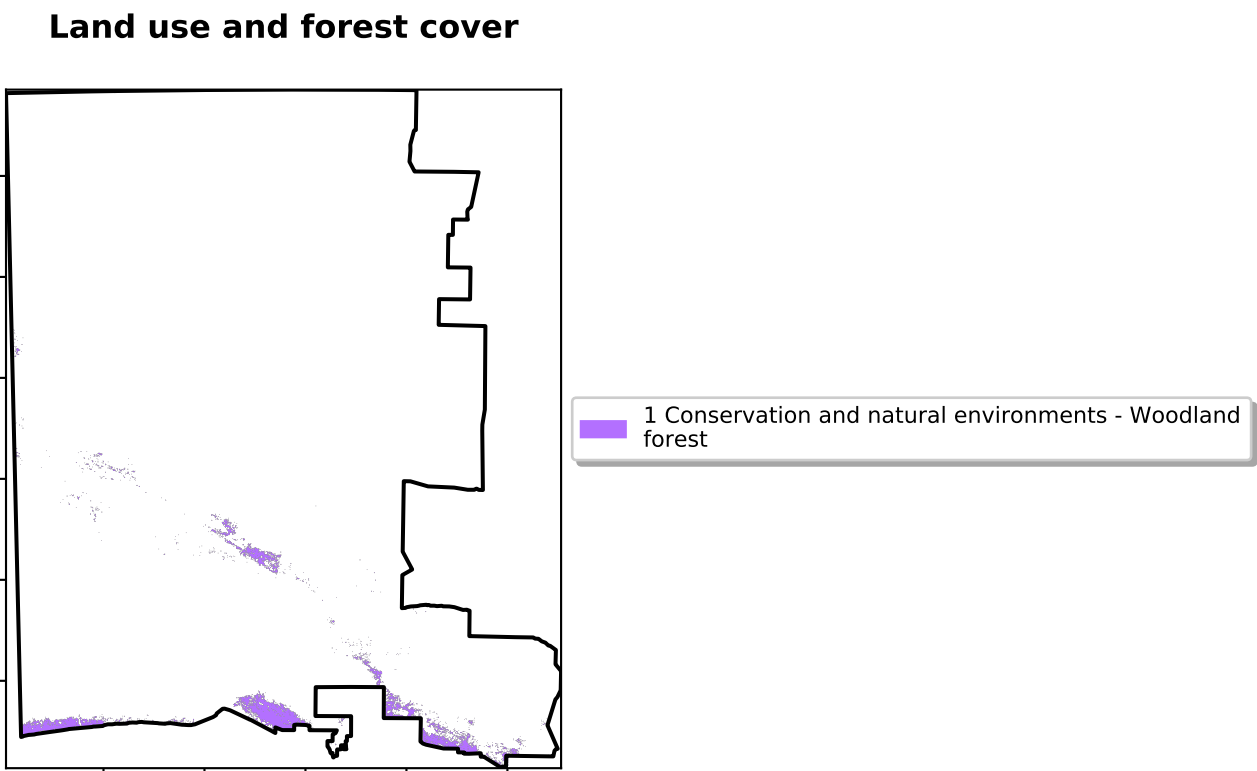 Land use and forest cover
1 Conservation and natural environments - Woodland
forest